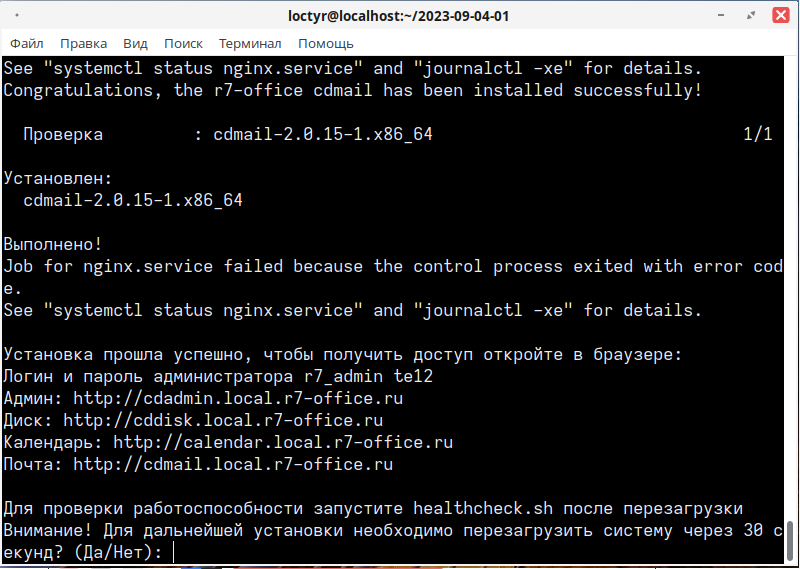 loctyr@localhost:~/2023-09-04-01
Файл Правка Вид Поиск Терминал Помощь
See "systemctl status nginx.service" and "journalctl -xe" for details.
Congratulations, the r7-office cdmail has been installed successfully!
Проверка : cdmail-2.0.15-1.x86_64 1/1
Установлен:
cdmail-2.0.15-1.x86_64
Выполнено!
Job for nginx.service failed because the control process exited with error cod
e.
See "systemctl status nginx.service" and "journalctl -xe" for details.
Установка прошла успешно, чтобы получить доступ откройте в браузере:
Логин и пароль администратора r7_admin te12
Админ: http://cdadmin.local.r7-office.ru
Диск: http://cddisk.local.r7-office.ru
Календарь: http://calendar.local.r7-office.ru
Почта: http://cdmail.local.r7-office.ru
Для проверки работоспособности запустите healthcheck.sh после перезагрузки
Внимание! Для дальнейшей установки необходимо перезагрузить систему через 30 с
екунд? (Да/Нет):